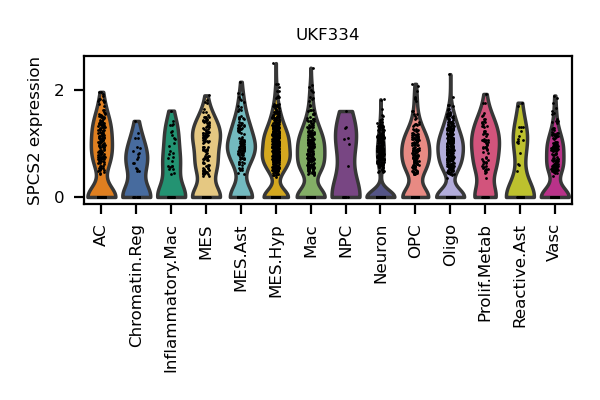 UKF334
SPCS2 expression
2
0
AC
Chromatin.Reg
Inflammatory.Mac
MES
MES.Ast
MES.Hyp
Mac
NPC
Neuron
OPC
Oligo
Prolif.Metab
Reactive.Ast
Vasc